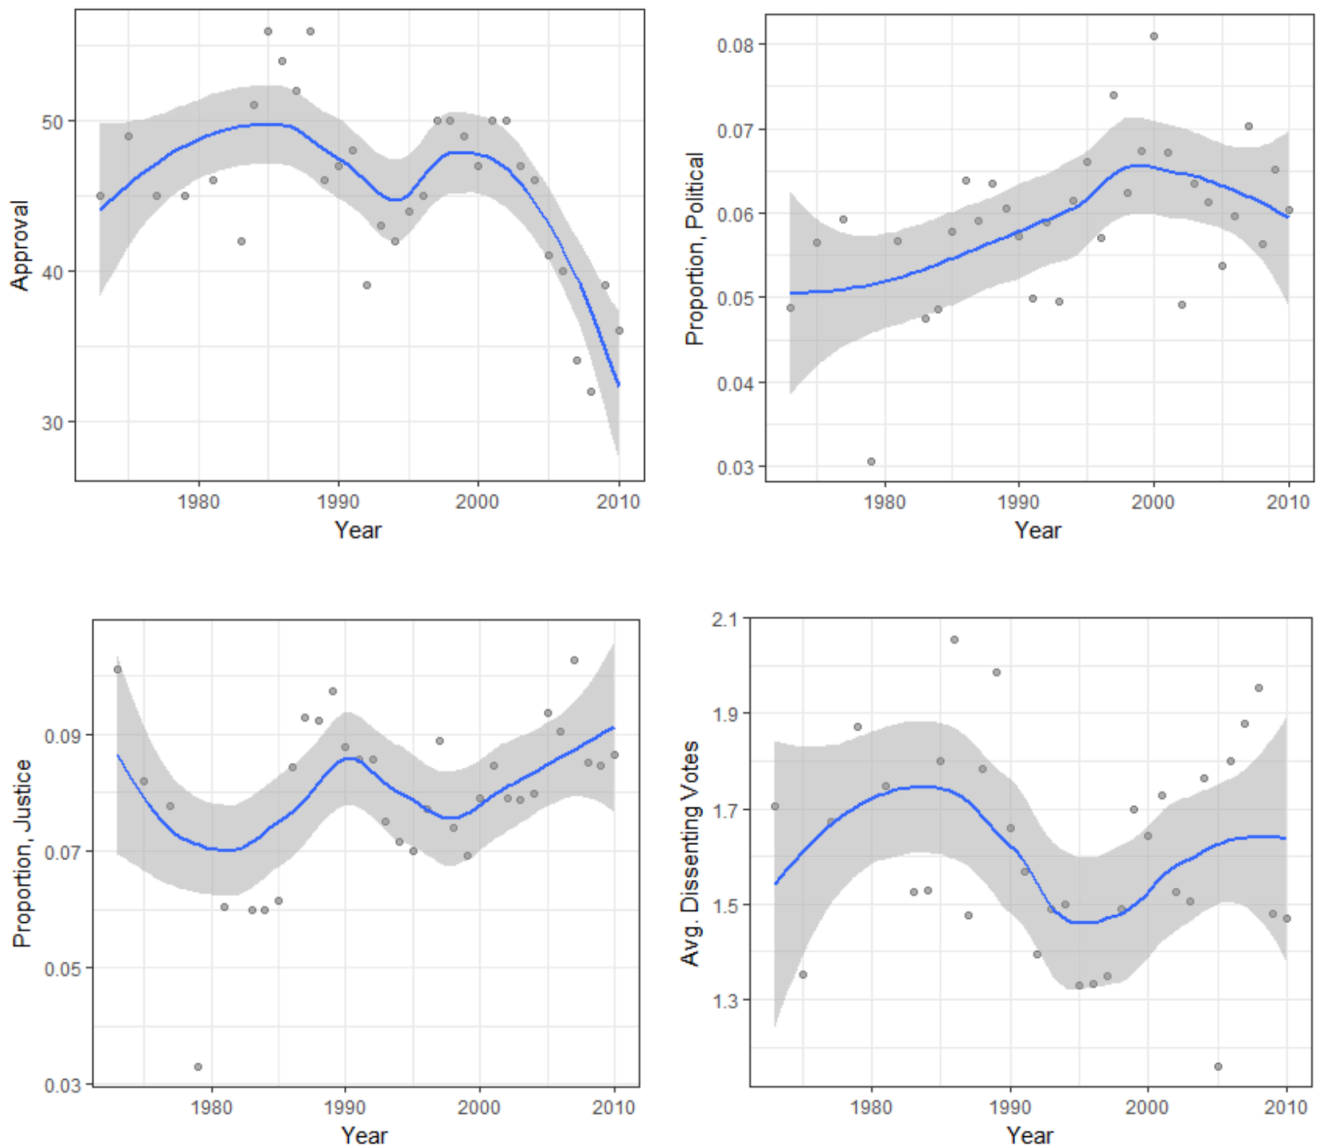 Approval
50
40
30
1980 1990 2000 2010
Year
Proportion, Political
0.08
0.07
0.06
0.05
0.04
0.03
1980 1990 2000 2010
Year
Proportion, Justice
0.09
0.07
0.05
0.03
1980 1990 2000 2010
Year
Avg. Dissenting Votes
2.1
1.9
1.7
1.5
1.3
1980 1990 2000 2010
Year